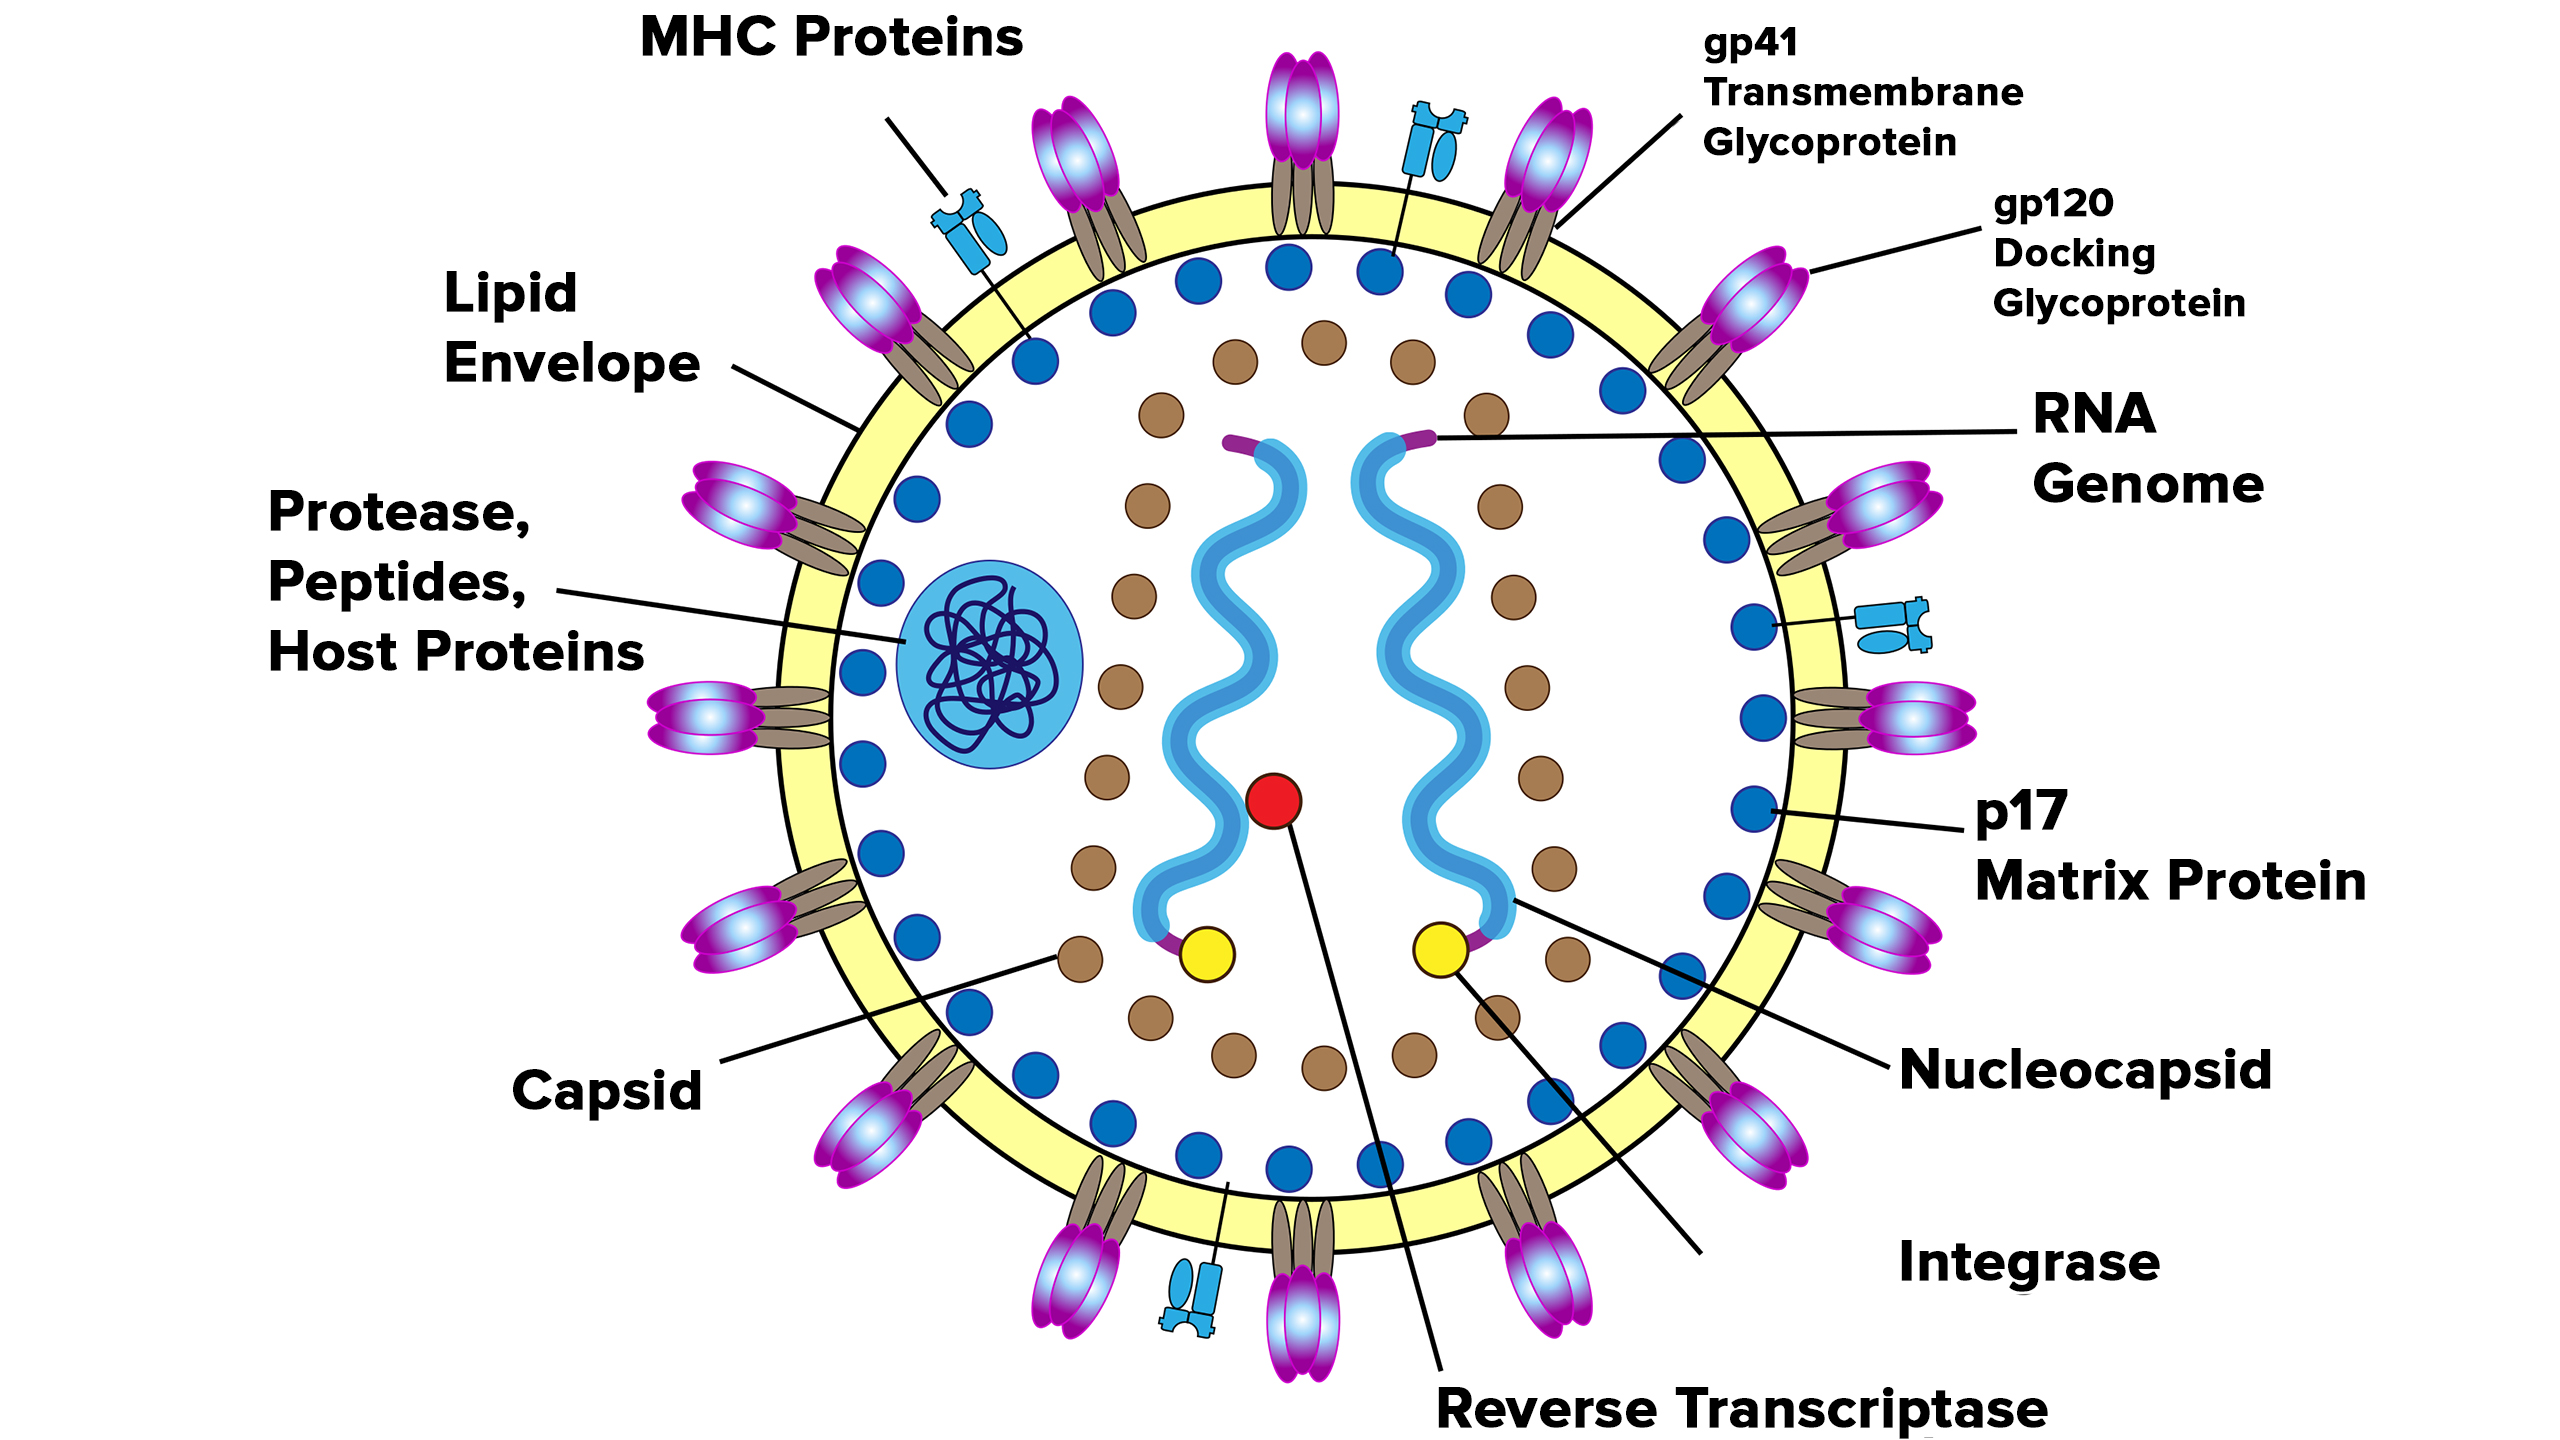 MHC Proteins
gp41
Transmembrane
Glycoprotein
gp120
Docking
Glycoprotein
Lipid
Envelope
RNA
Genome
Protease,
Peptides,
Host Proteins
p17
Matrix Protein
Capsid
Nucleocapsid
Integrase
Reverse Transcriptase